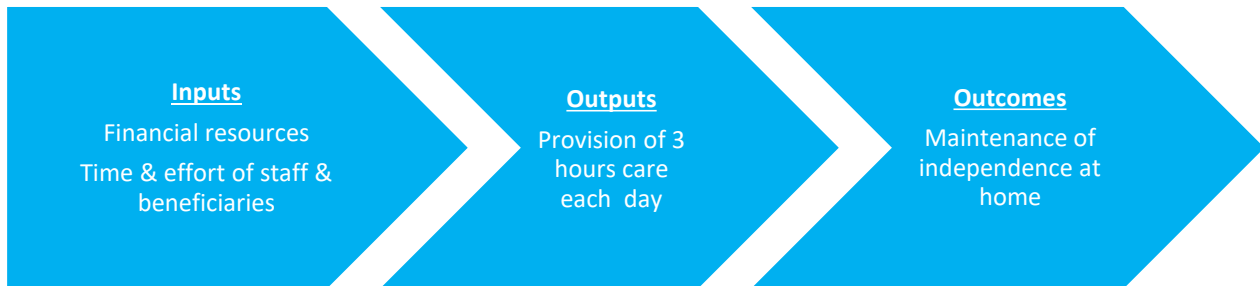 Inputs
Financial resources
Time & effort of staff &
beneficiaries
Outputs
Provision of 3
hours care
each  day
Outcomes
Maintenance of
independence at
home